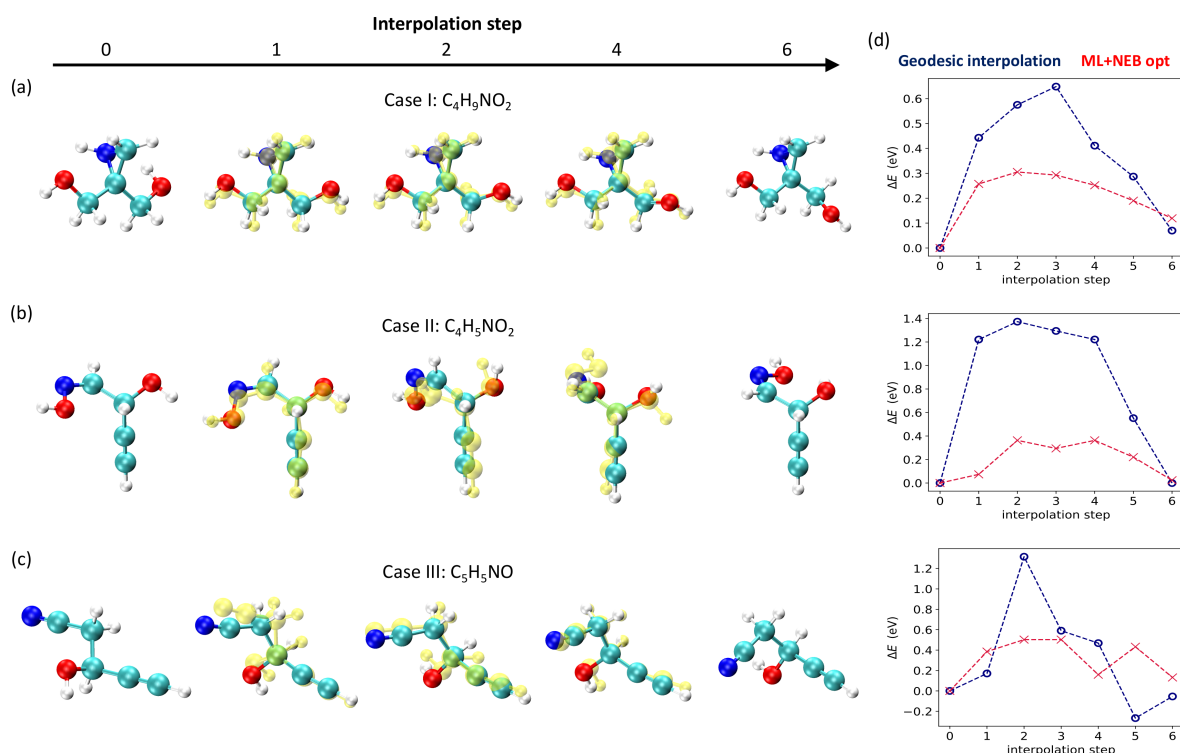 Interpolation step
0 1 2 4 6
(a)
Case I: C₄H₉NO₂
(b)
Case II: C₄H₅NO₂
(c)
Case III: C₅H₅NO
(d)
Geodesic interpolation ML+NEB opt
0.6
0.5
0.4
0.3
0.2
0.1
0.0
ΔE (eV)
0 1 2 3 4 5 6
interpolation step
1.4
1.2
1.0
0.8
0.6
0.4
0.2
0.0
ΔE (eV)
0 1 2 3 4 5 6
interpolation step
1.2
1.0
0.8
0.6
0.4
0.2
0.0
−0.2
ΔE (eV)
0 1 2 3 4 5 6
interpolation step